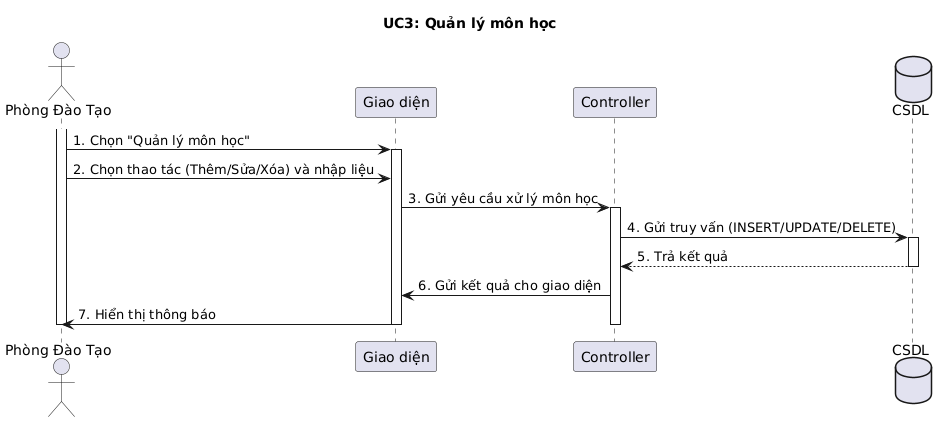 UC3: Quản lý môn học
Phòng Đào Tạo
Giao diện
Controller
CSDL
1. Chọn "Quản lý môn học"
2. Chọn thao tác (Thêm/Sửa/Xóa) và nhập liệu
3. Gửi yêu cầu xử lý môn học
4. Gửi truy vấn (INSERT/UPDATE/DELETE)
5. Trả kết quả
6. Gửi kết quả cho giao diện
7. Hiển thị thông báo
Phòng Đào Tạo
Giao diện
Controller
CSDL